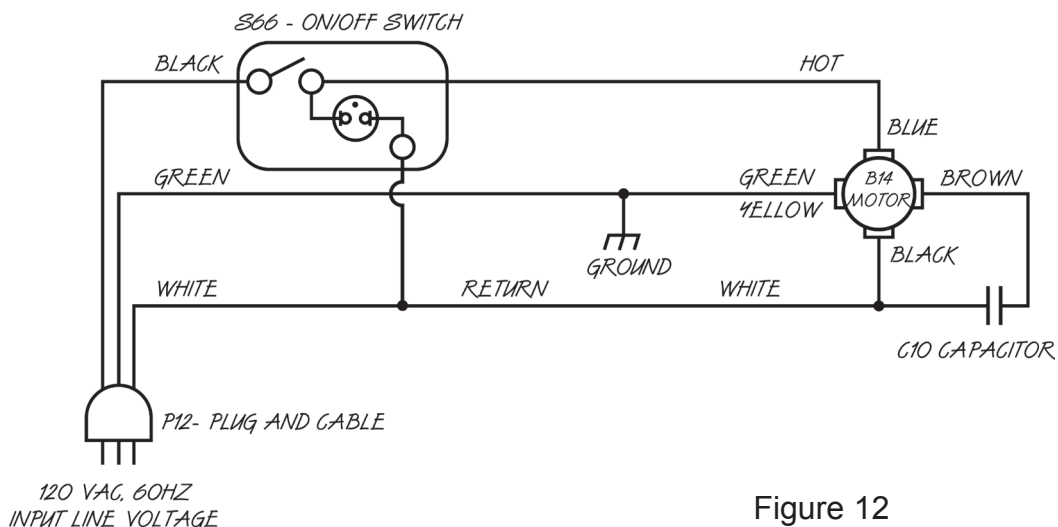 S66 - ON/OFF SWITCH
BLACK
HOT
BLUE
GREEN
GREEN
YELLOW
B14
MOTOR
BROWN
GROUND
BLACK
WHITE
RETURN
WHITE
C10 CAPACITOR
P12- PLUG AND CABLE
120 VAC, 60HZ
INPUT LINE VOLTAGE
Figure 12